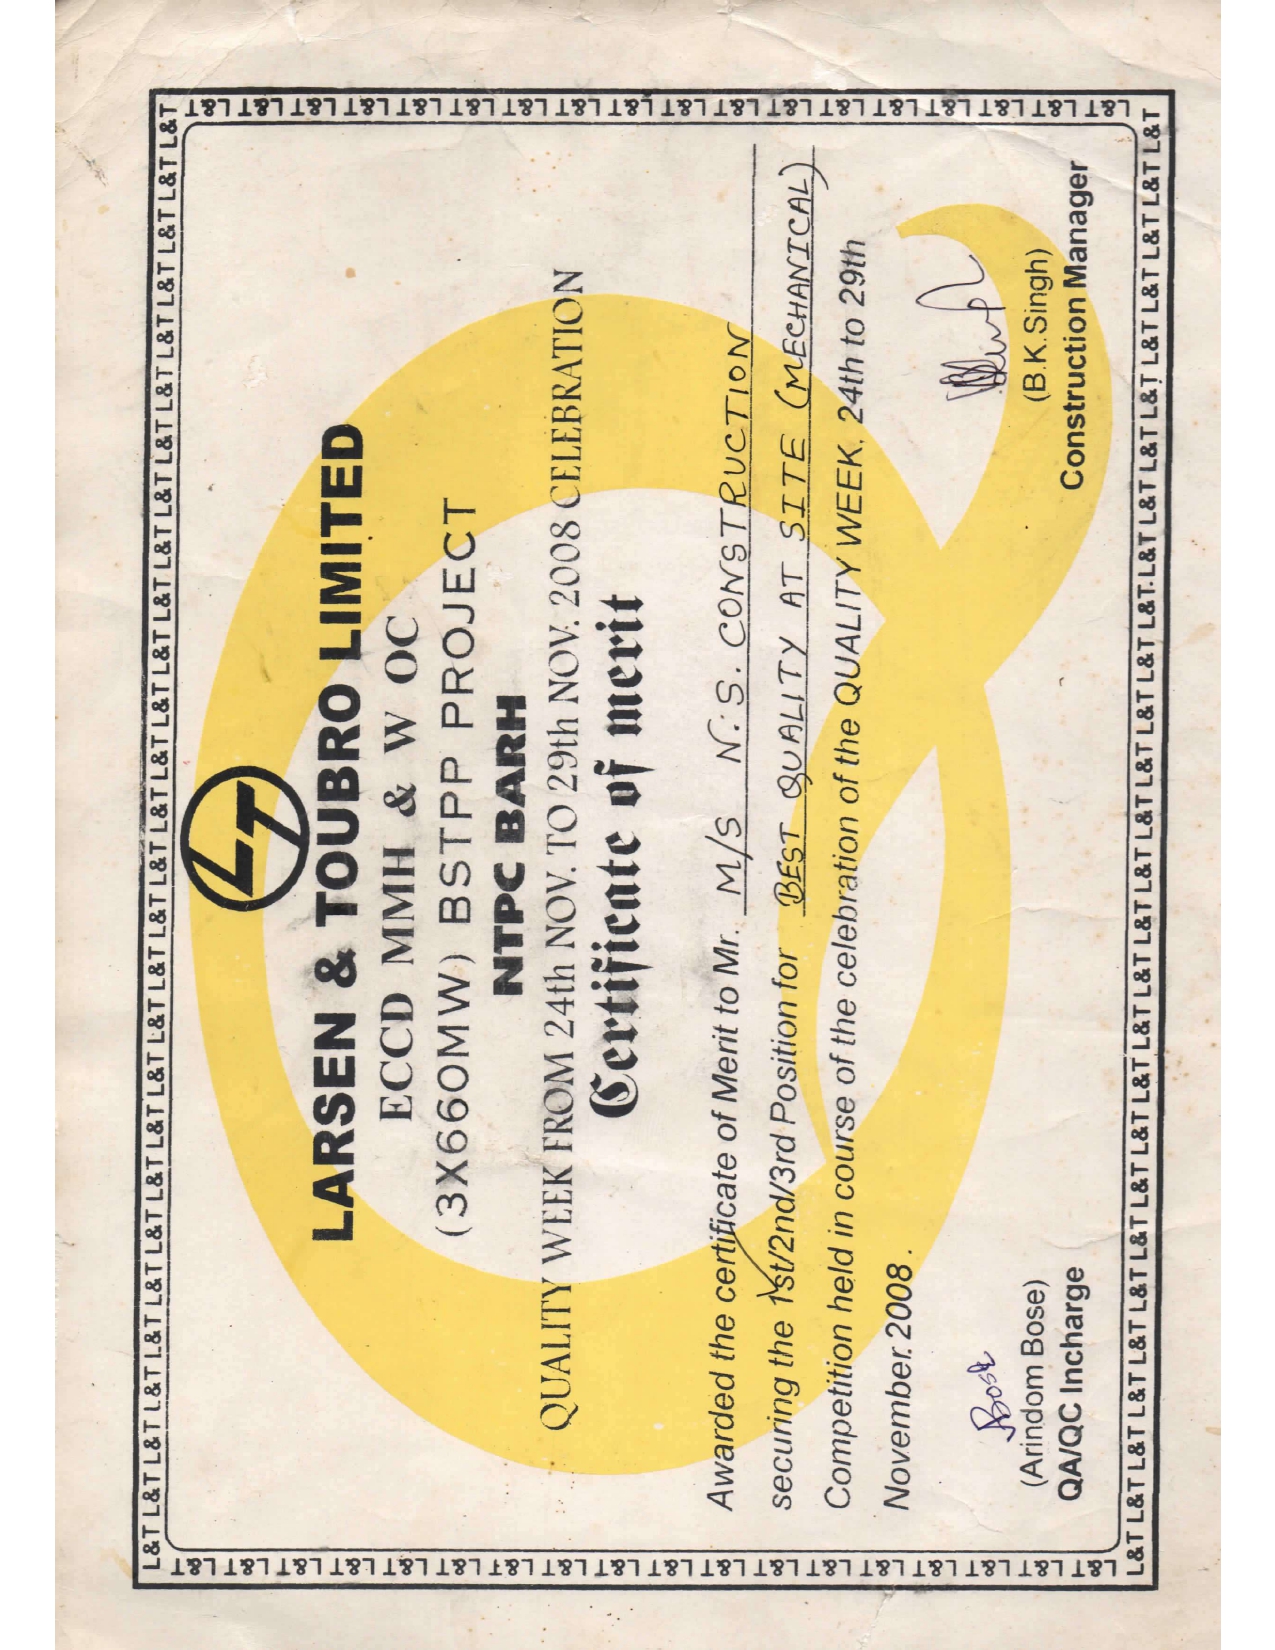 LT
LARSEN & TOUBRO LIMITED
ECCD MMH & W OC
(3X660MW) BSTPP PROJECT
NTPC BARH
QUALITY WEEK FROM 24th NOV. TO 29th NOV. 2008 CELEBRATION
Certificate of merit
Awarded the certificate of Merit to Mr. M/S N.S. CONSTRUCTION
securing the 1st/2nd/3rd Position for BEST QUALITY AT SITE (MECHANICAL)
Competition held in course of the celebration of the QUALITY WEEK. 24th to 29th
November.2008.
Bose
(Arindom Bose)
QA/QC Incharge
(B.K.Singh)
Construction Manager